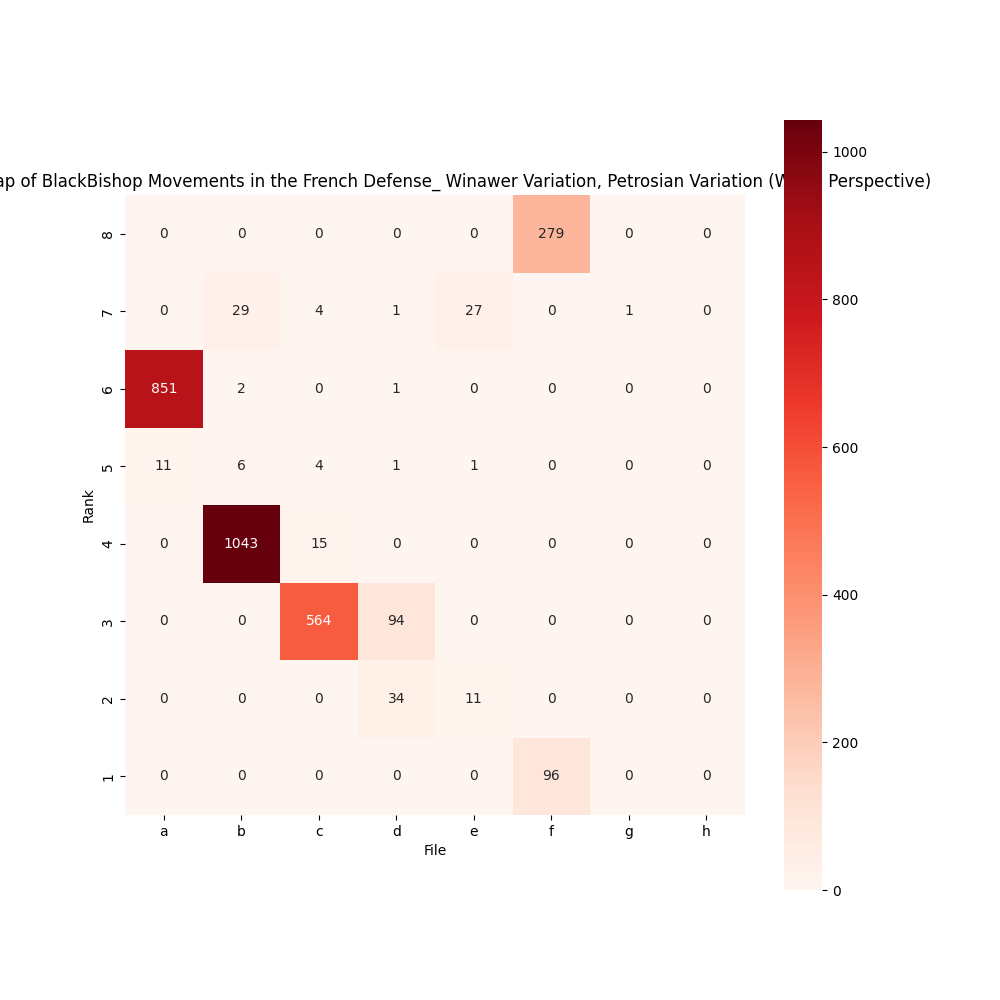 ap of BlackBishop Movements in the French Defense_ Winawer Variation, Petrosian Variation (W Perspective)
1000
8 0 0 0 0 0 279 0 0
800
7 0 29 4 1 27 0 1 0
6 851 2 0 1 0 0 0 0
600
5 11 6 4 1 1 0 0 0
Rank
4 0 1043 15 0 0 0 0 0
400
3 0 0 564 94 0 0 0 0
2 0 0 0 34 11 0 0 0
200
1 0 0 0 0 0 96 0 0
a b c d e f g h
File
0